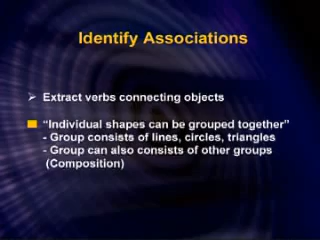 Identify Associations
Extract verbs connecting objects
“Individual shapes can be grouped together”
- Group consists of lines, circles, triangles
- Group can also consists of other groups
(Composition)